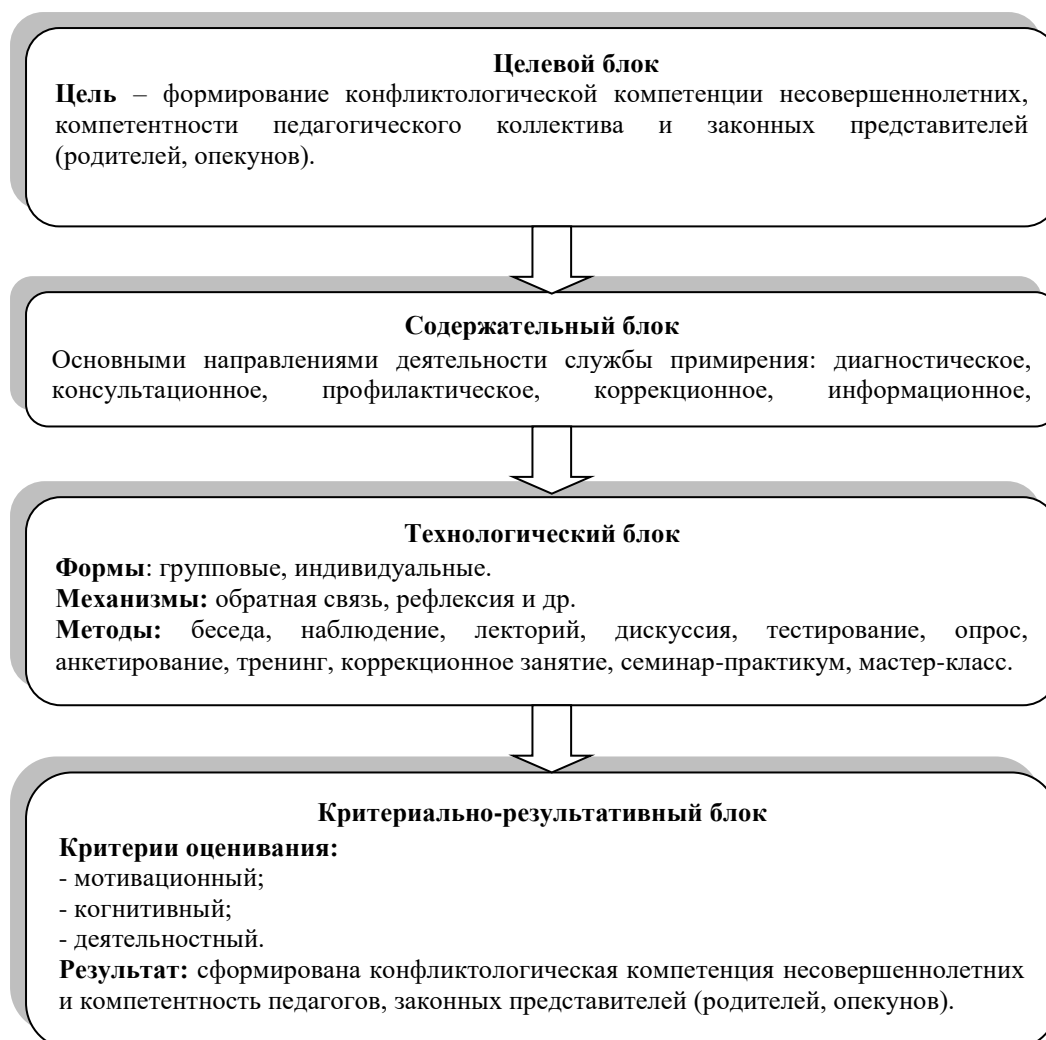 Целевой блок
Цель – формирование конфликтологической компетенции несовершеннолетних,
компетентности педагогического коллектива и законных представителей
(родителей, опекунов).
Содержательный блок
Основными направлениями деятельности службы примирения: диагностическое,
консультационное, профилактическое, коррекционное, информационное,
Технологический блок
Формы: групповые, индивидуальные.
Механизмы: обратная связь, рефлексия и др.
Методы: беседа, наблюдение, лекторий, дискуссия, тестирование, опрос,
анкетирование, тренинг, коррекционное занятие, семинар-практикум, мастер-класс.
Критериально-результативный блок
Критерии оценивания:
- мотивационный;
- когнитивный;
- деятельностный.
Результат: сформирована конфликтологическая компетенция несовершеннолетних
и компетентность педагогов, законных представителей (родителей, опекунов).